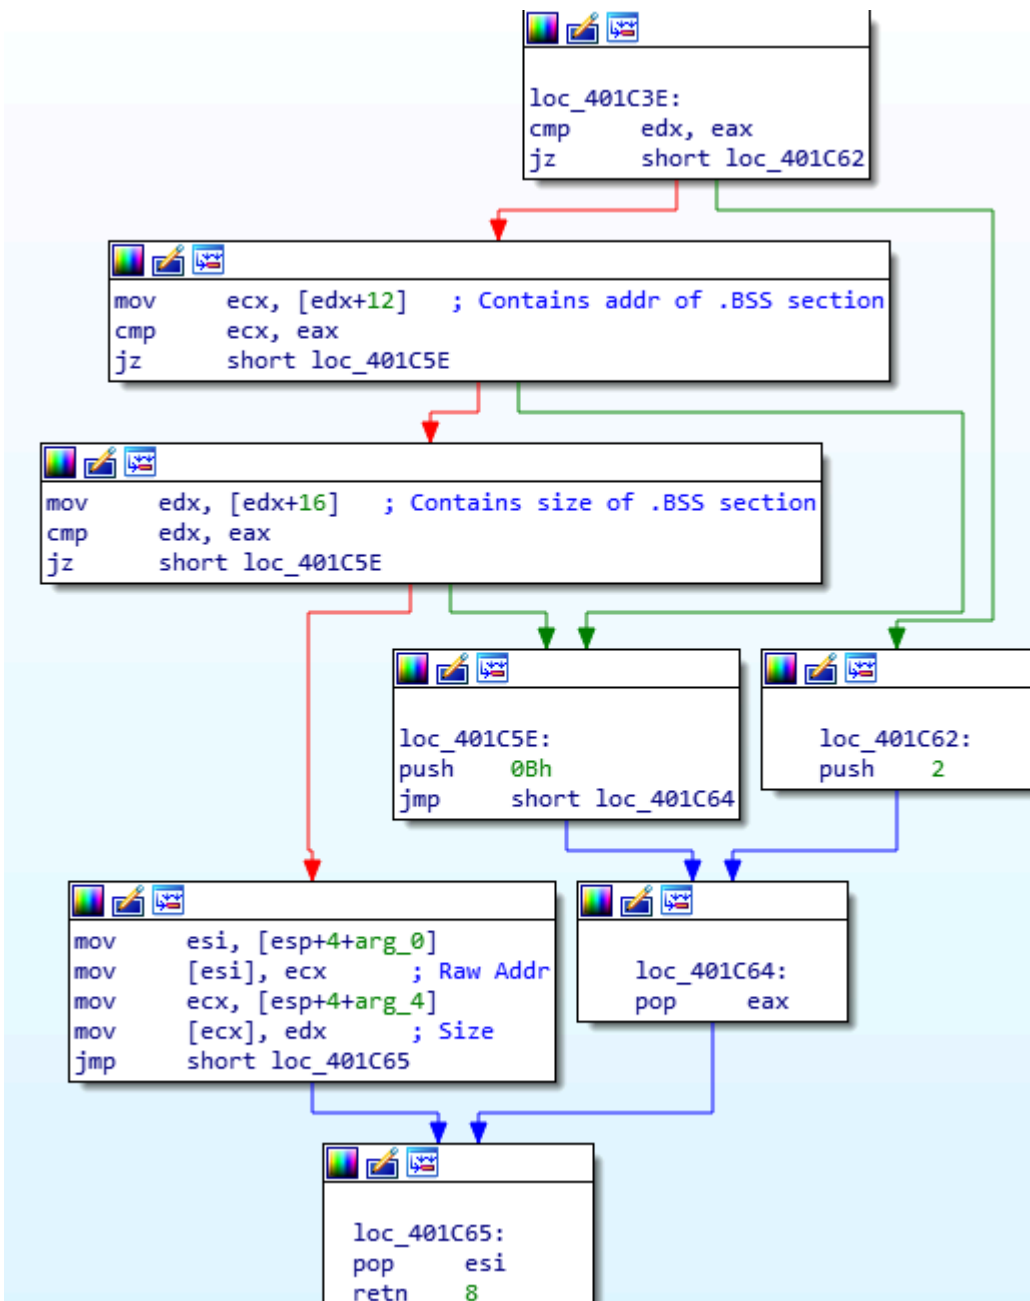 loc_401C3E:
cmp edx, eax
jz short loc_401C62
mov ecx, [edx+12] ; Contains addr of .BSS section
cmp ecx, eax
jz short loc_401C5E
mov edx, [edx+16] ; Contains size of .BSS section
cmp edx, eax
jz short loc_401C5E
loc_401C5E:
push 0Bh
jmp short loc_401C64
loc_401C62:
push 2
mov esi, [esp+4+arg_0]
mov [esi], ecx ; Raw Addr
mov ecx, [esp+4+arg_4]
mov [ecx], edx ; Size
jmp short loc_401C65
loc_401C64:
pop eax
loc_401C65:
pop esi
retn 8